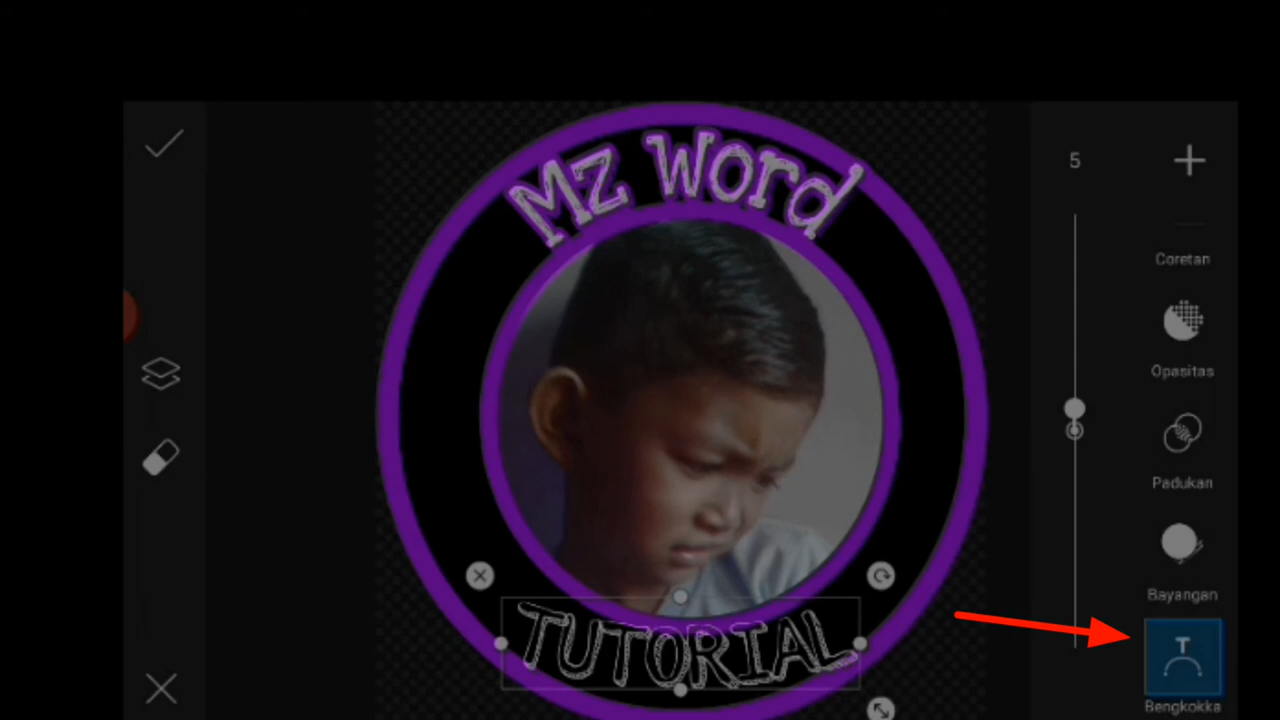 Mz Word
5
Coretan
Opasitas
Padukan
Bayangan
T
TUTORIAL
Bengkokka